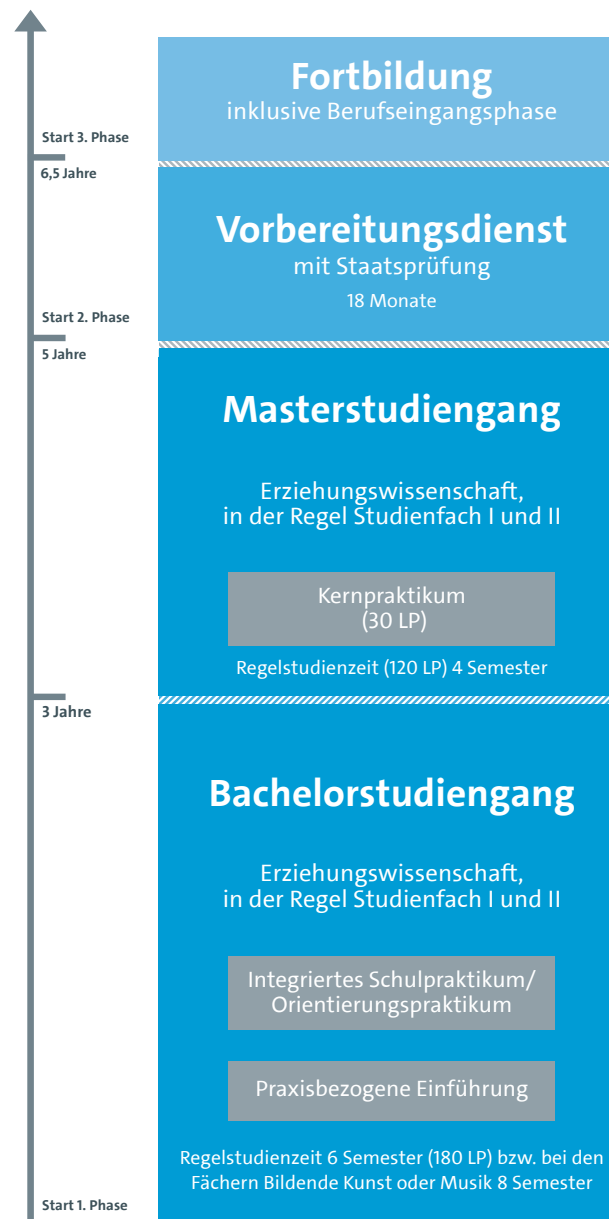 Fortbildung
inklusive Berufseingangsphase
Start 3. Phase
6,5 Jahre
Vorbereitungsdienst
mit Staatsprüfung
18 Monate
Start 2. Phase
5 Jahre
Masterstudiengang
Erziehungswissenschaft,
in der Regel Studienfach I und II
Kernpraktikum
(30 LP)
Regelstudienzeit (120 LP) 4 Semester
3 Jahre
Bachelorstudiengang
Erziehungswissenschaft,
in der Regel Studienfach I und II
Integriertes Schulpraktikum/
Orientierungspraktikum
Praxisbezogene Einführung
Regelstudienzeit 6 Semester (180 LP) bzw. bei den
Fächern Bildende Kunst oder Musik 8 Semester
Start 1. Phase